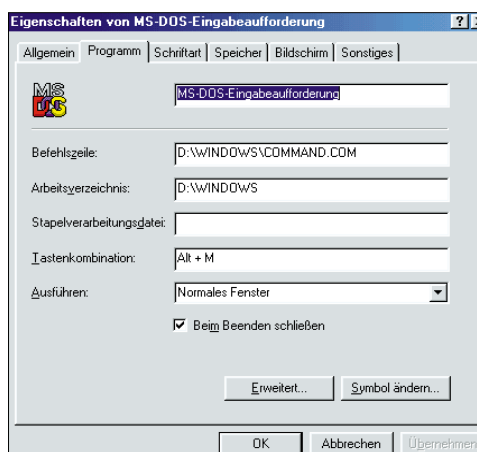 Eigenschaften von MS-DOS-Eingabeaufforderung
Allgemein Programm Schriftart Speicher Bildschirm Sonstiges
MS DOS MS-DOS-Eingabeaufforderung
Befehlszeile: D:\WINDOWS\COMMAND.COM
Arbeitsverzeichnis: D:\WINDOWS
Stapelverarbeitungsdatei:
Tastenkombination: Alt + M
Ausführen: Normales Fenster
Beim Beenden schließen
Erweitert... Symbol ändern...
OK Abbrechen Übernehmen